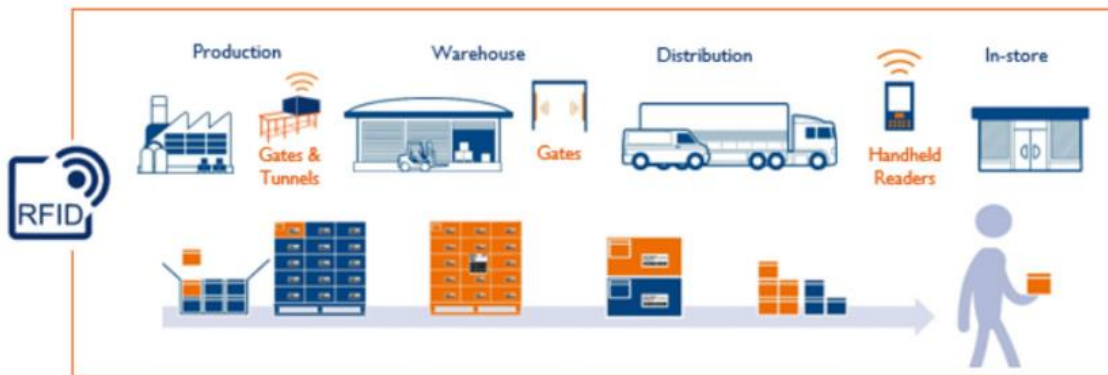 Production
Warehouse
Distribution
In-store
Gates &
Tunnels
Gates
Handheld
Readers
RFID